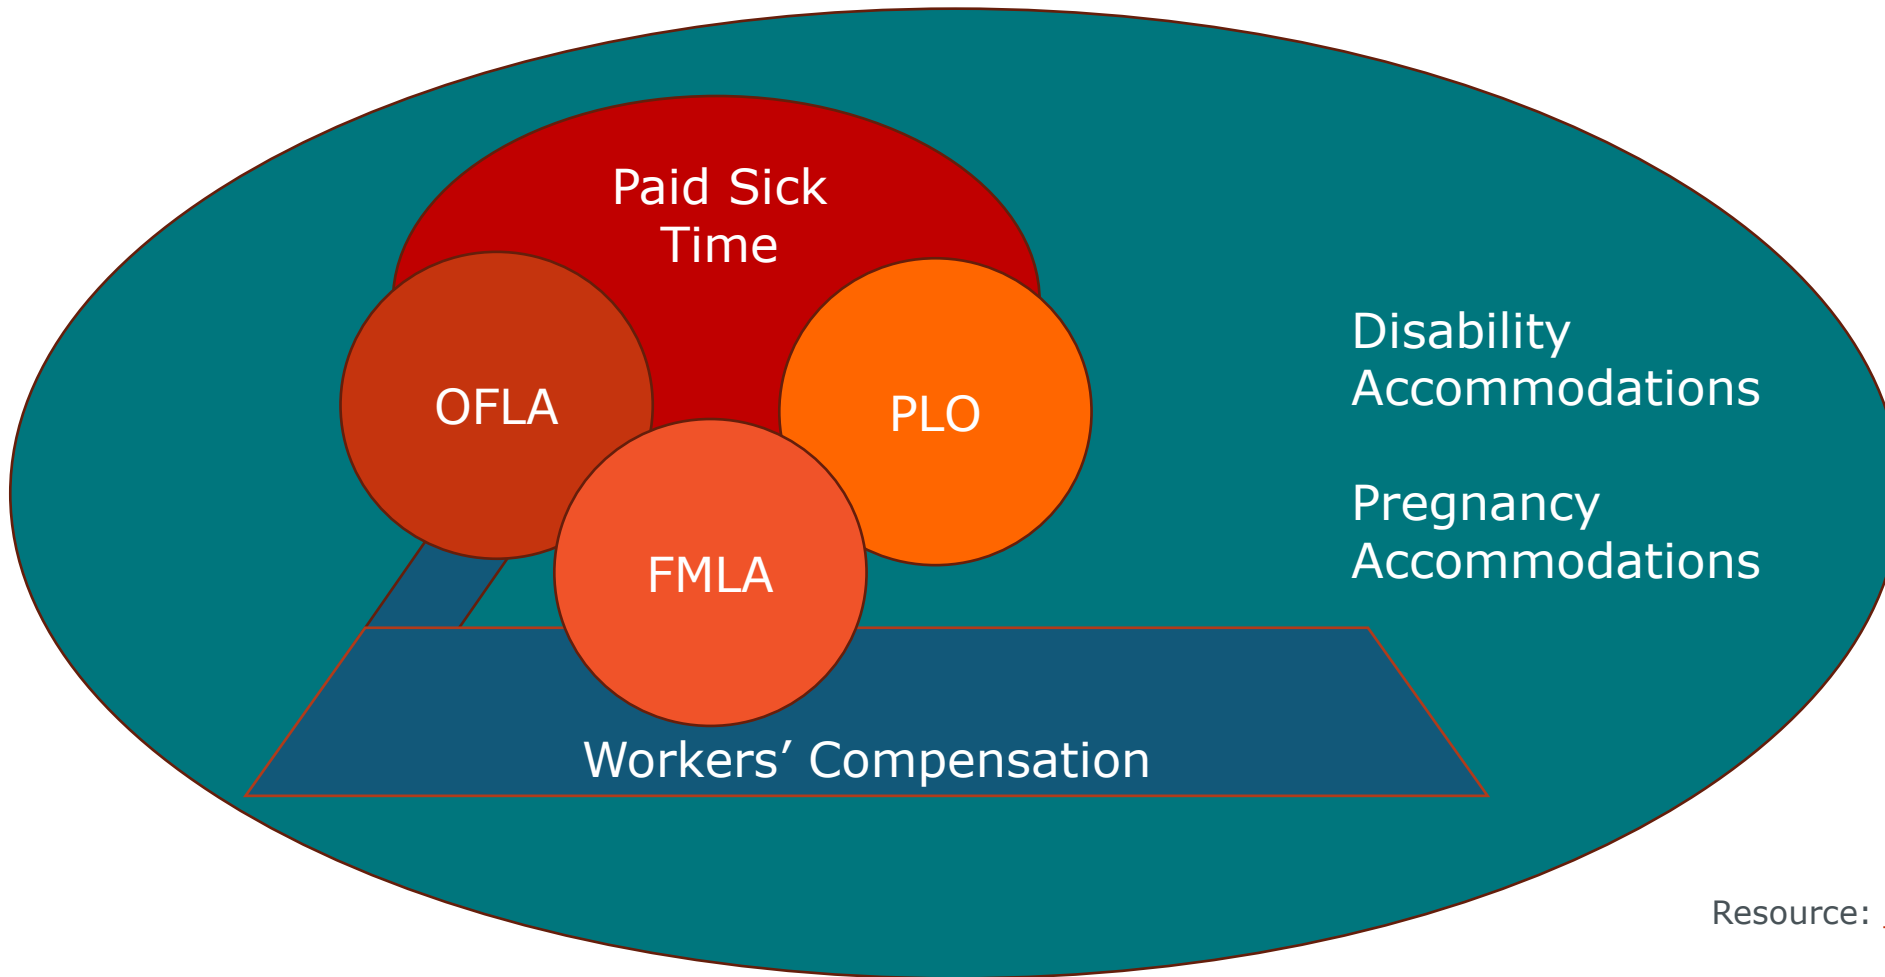 Paid Sick
Time
OFLA
PLO
FMLA
Disability
Accommodations
Pregnancy
Accommodations
Workers’ Compensation
Resource: